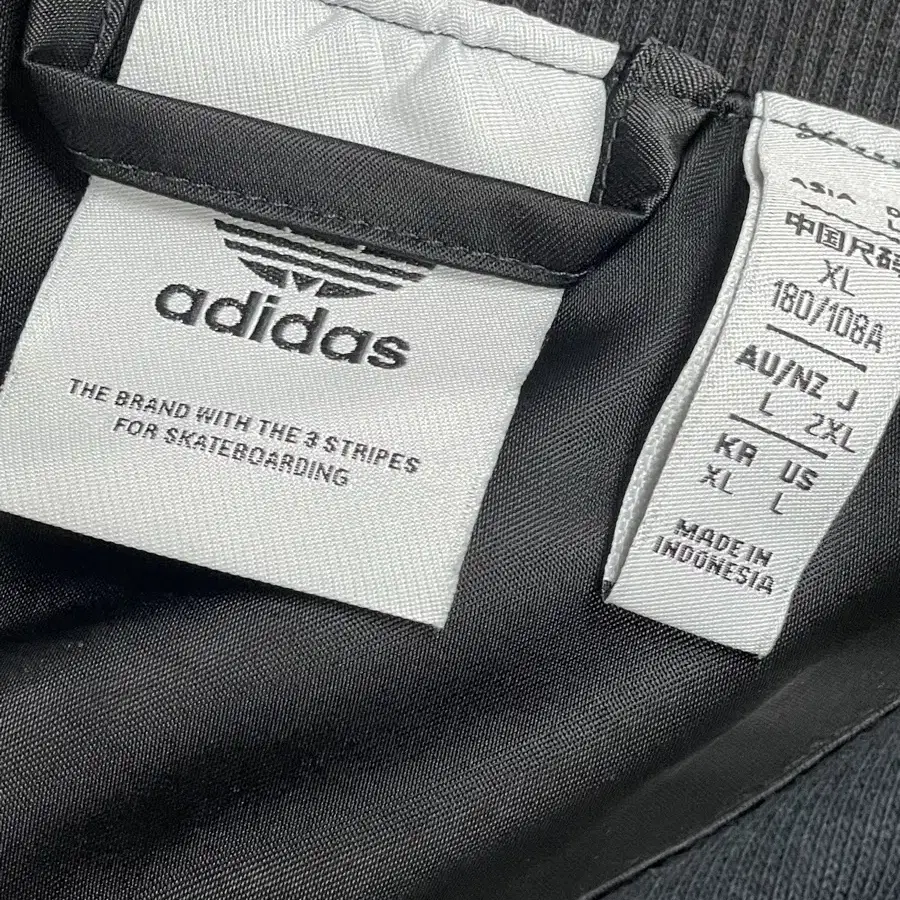 adidas
THE BRAND WITH THE 3 STRIPES
FOR SKATEBOARDING
ASIA
中国尺码
XL
180/108A
AU/NZ J
L 2XL
KR US
XL L
MADE IN
INDONESIA